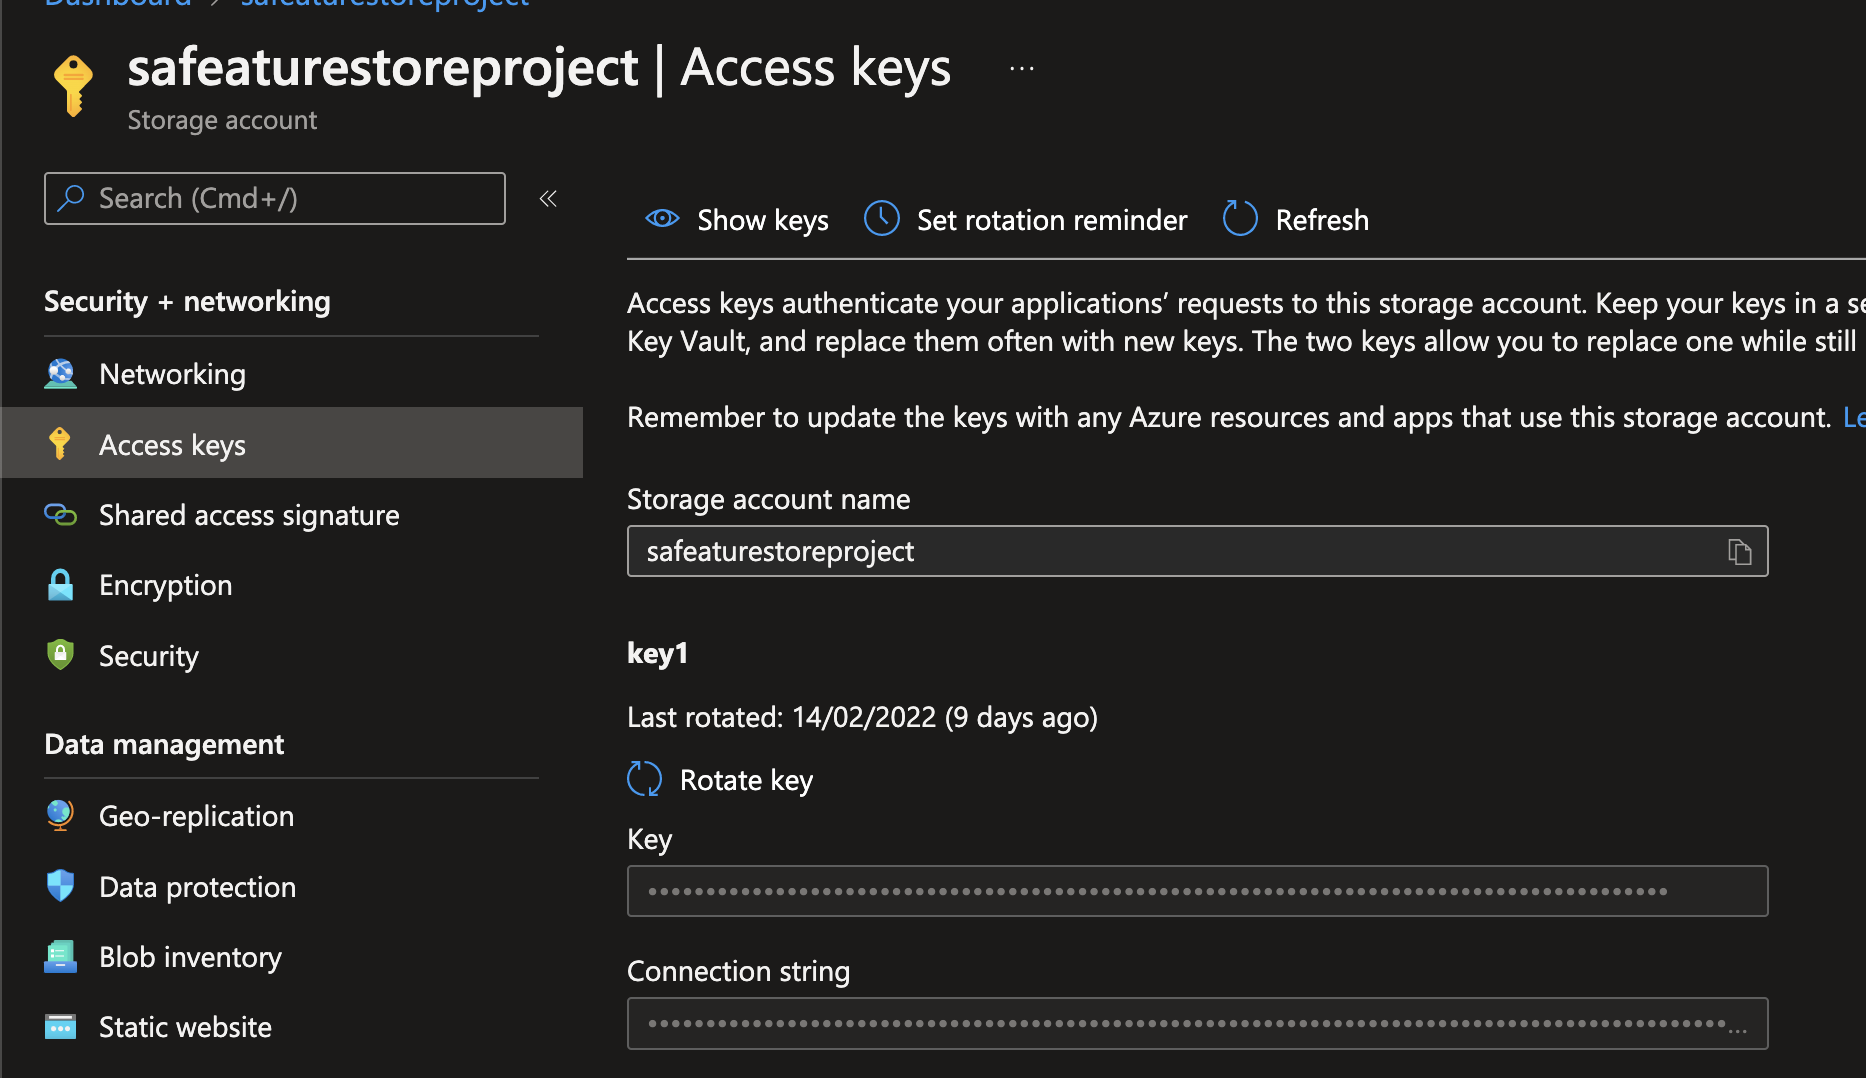 Dashboard > safeaturestoreproject
safeaturestoreproject | Access keys ...
Storage account
Search (Cmd+/)
«
Security + networking
Networking
Access keys
Shared access signature
Encryption
Security
Data management
Geo-replication
Data protection
Blob inventory
Static website
Show keys
Set rotation reminder
Refresh
Access keys authenticate your applications’ requests to this storage account. Keep your keys in a
Key Vault, and replace them often with new keys. The two keys allow you to replace one while still
Remember to update the keys with any Azure resources and apps that use this storage account.
Storage account name
safeaturestoreproject
key1
Last rotated: 14/02/2022 (9 days ago)
Rotate key
Key
Connection string